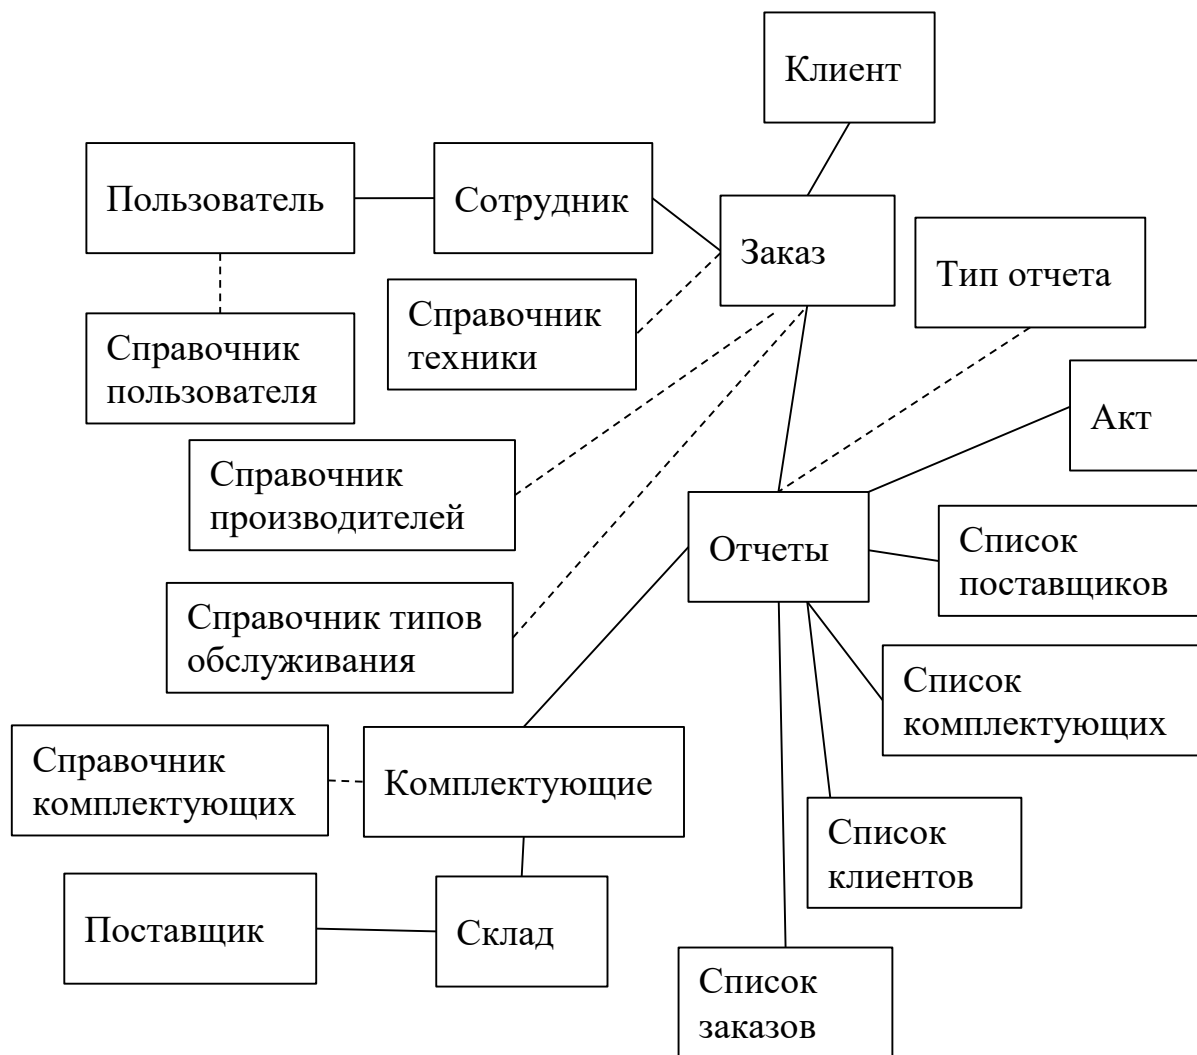 Клиент
Пользователь
Сотрудник
Заказ
Тип отчета
Справочник
техники
Справочник
пользователя
Акт
Справочник
производителей
Отчеты
Список
поставщиков
Справочник типов
обслуживания
Список
комплектующих
Справочник
комплектующих
Комплектующие
Список
клиентов
Поставщик
Склад
Список
заказов